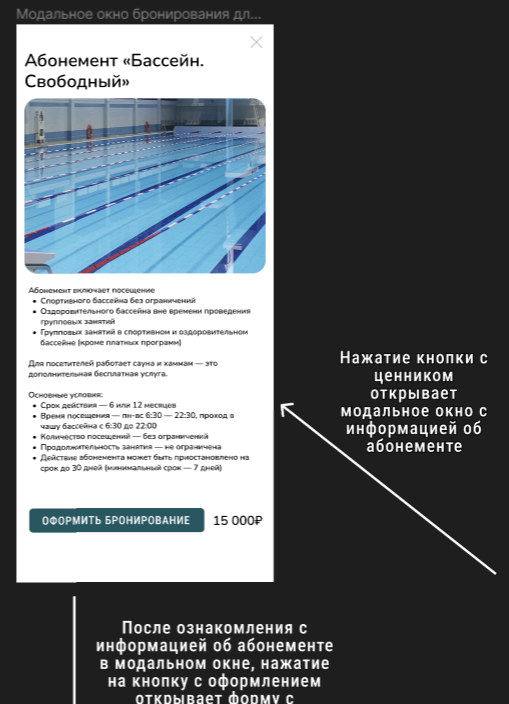 Модальное окно бронирования дл...
Абонемент «Бассейн.
Свободный»
Абонемент включает посещение
• Спортивного бассейна без ограничений
• Оздоровительного бассейна вне времени проведения
групповых занятий
• Групповых занятий в спортивном и оздоровительном
бассейне (кроме платных программ)
Для посетителей работает сауна и хаммам — это
дополнительная бесплатная услуга.
Основные условия:
• Срок действия — 6 или 12 месяцев
• Время посещения — пн-вс 6:30 — 22:30, проход в
чашу бассейна с 6:30 до 22:00
• Количество посещений — без ограничений
• Продолжительность занятия — не ограничена
• Действие абонемента может быть приостановлено на
срок до 30 дней (минимальный срок — 7 дней)
ОФОРМИТЬ БРОНИРОВАНИЕ 15 000₽
Нажатие кнопки с
ценником
открывает
модальное окно с
информацией об
абонементе
После ознакомления с
информацией об абонементе
в модальном окне, нажатие
на кнопку с оформлением
открывает форму с